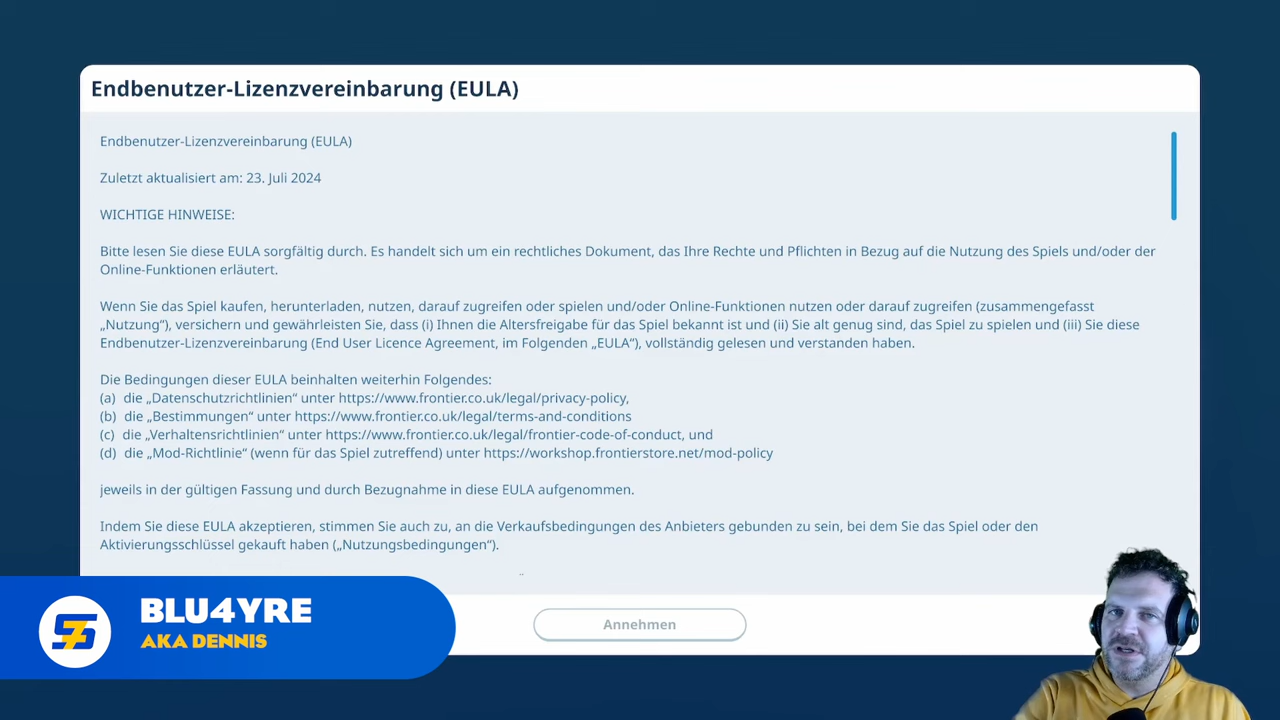 Endbenutzer-Lizenzvereinbarung (EULA)
Endbenutzer-Lizenzvereinbarung (EULA)
Zuletzt aktualisiert am: 23. Juli 2024
WICHTIGE HINWEISE:
Bitte lesen Sie diese EULA sorgfältig durch. Es handelt sich um ein rechtliches Dokument, das Ihre Rechte und Pflichten in Bezug auf die Nutzung des Spiels und/oder der
Online-Funktionen erläutert.
Wenn Sie das Spiel kaufen, herunterladen, nutzen, darauf zugreifen oder spielen und/oder Online-Funktionen nutzen oder darauf zugreifen (zusammengefasst
„Nutzung“), versichern und gewährleisten Sie, dass (i) Ihnen die Altersfreigabe für das Spiel bekannt ist und (ii) Sie alt genug sind, das Spiel zu spielen und (iii) Sie diese
Endbenutzer-Lizenzvereinbarung (End User Licence Agreement, im Folgenden „EULA“), vollständig gelesen und verstanden haben.
Die Bedingungen dieser EULA beinhalten weiterhin Folgendes:
(a) die „Datenschutzrichtlinien“ unter https://www.frontier.co.uk/legal/privacy-policy,
(b) die „Bestimmungen“ unter https://www.frontier.co.uk/legal/terms-and-conditions
(c) die „Verhaltensrichtlinien“ unter https://www.frontier.co.uk/legal/frontier-code-of-conduct, und
(d) die „Mod-Richtlinie“ (wenn für das Spiel zutreffend) unter https://workshop.frontierstore.net/mod-policy
jeweils in der gültigen Fassung und durch Bezugnahme in diese EULA aufgenommen.
Indem Sie diese EULA akzeptieren, stimmen Sie auch zu, an die Verkaufsbedingungen des Anbieters gebunden zu sein, bei dem Sie das Spiel oder den
Aktivierungsschlüssel gekauft haben („Nutzungsbedingungen“).
BLU4YRE
AKA DENNIS
Annehmen